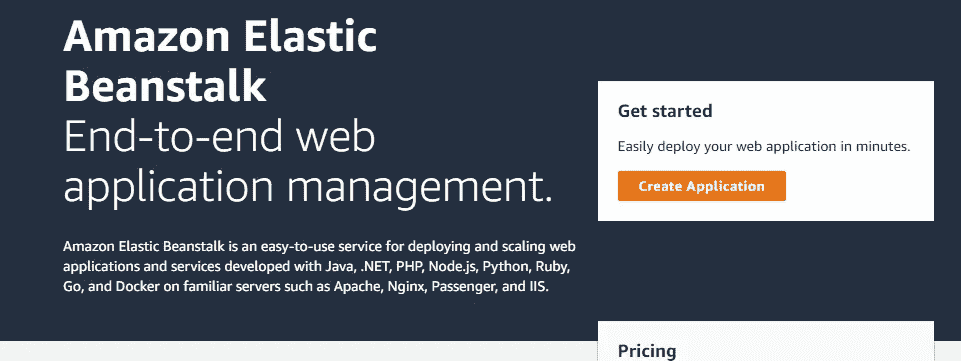 Amazon Elastic
Beanstalk
End-to-end web
application management.
Amazon Elastic Beanstalk is an easy-to-use service for deploying and scaling web
applications and services developed with Java, .NET, PHP, Node.js, Python, Ruby,
Go, and Docker on familiar servers such as Apache, Nginx, Passenger, and IIS.
Get started
Easily deploy your web application in minutes.
Create Application
Pricing